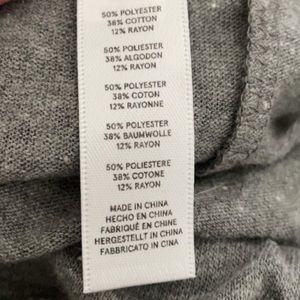 50% POLYESTER
38% COTTON
12% RAYON
50% POLIESTER
38% ALGODON
12% RAYON
50% POLYESTER
38% COTON
12% RAYONNE
50% POLYESTER
38% BAUMWOLLE
12% RAYON
50% POLIESTERE
38% COTONE
12% RAYON
MADE IN CHINA
HECHO EN CHINA
FABRIQUÉ EN CHINE
HERGESTELLT IN CHINA
FABBRICATO IN CINA